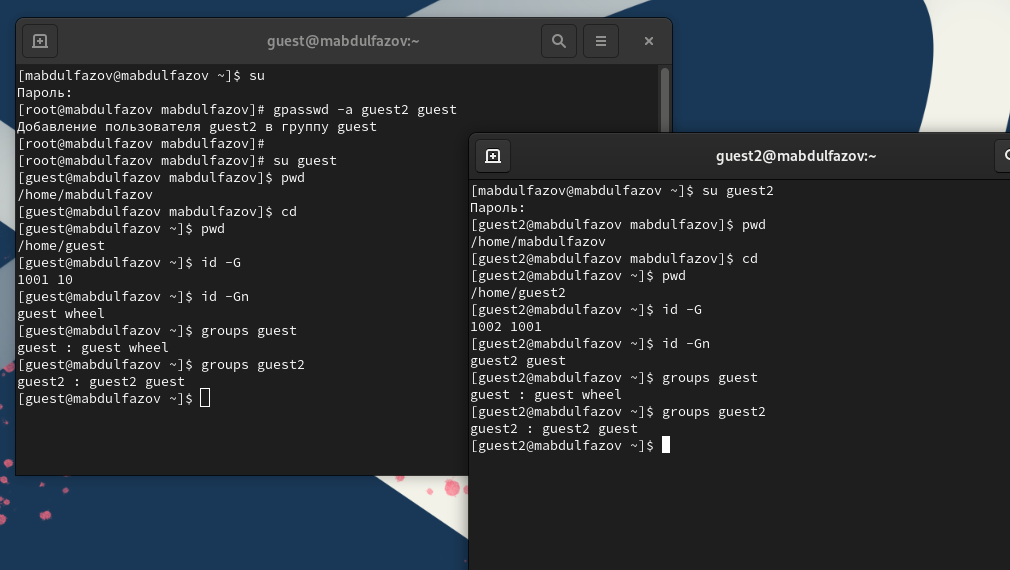 guest@mabdulfazov:~
[mabdulfazov@mabdulfazov ~]$ su
Пароль:
[root@mabdulfazov mabdulfazov]# gpasswd -a guest2 guest
Добавление пользователя guest2 в группу guest
[root@mabdulfazov mabdulfazov]#
[root@mabdulfazov mabdulfazov]# su guest
[guest@mabdulfazov mabdulfazov]$ pwd
/home/mabdulfazov
[guest@mabdulfazov mabdulfazov]$ cd
[guest@mabdulfazov ~]$ pwd
/home/guest
[guest@mabdulfazov ~]$ id -G
1001 10
[guest@mabdulfazov ~]$ id -Gn
guest wheel
[guest@mabdulfazov ~]$ groups guest
guest : guest wheel
[guest@mabdulfazov ~]$ groups guest2
guest2 : guest2 guest
[guest@mabdulfazov ~]$
guest2@mabdulfazov:~
[mabdulfazov@mabdulfazov ~]$ su guest2
Пароль:
[guest2@mabdulfazov mabdulfazov]$ pwd
/home/mabdulfazov
[guest2@mabdulfazov mabdulfazov]$ cd
[guest2@mabdulfazov ~]$ pwd
/home/guest2
[guest2@mabdulfazov ~]$ id -G
1002 1001
[guest2@mabdulfazov ~]$ id -Gn
guest2 guest
[guest2@mabdulfazov ~]$ groups guest
guest : guest wheel
[guest2@mabdulfazov ~]$ groups guest2
guest2 : guest2 guest
[guest2@mabdulfazov ~]$